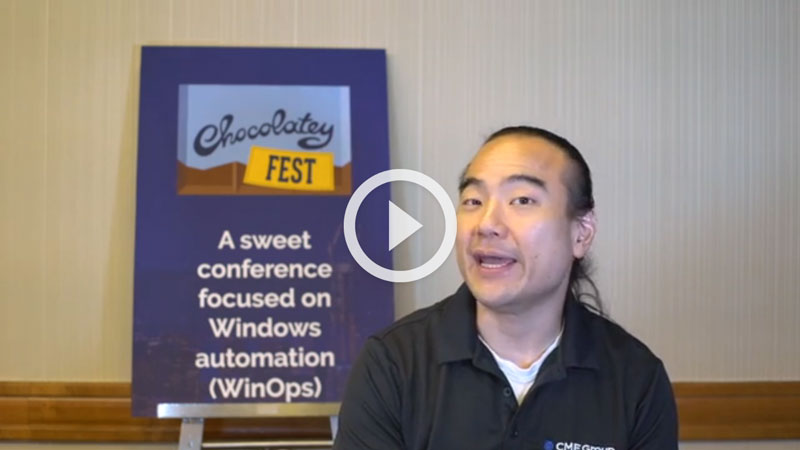 Chocolatey
FEST
A sweet
conference
focused on
Windows
automation
(WinOps)
CME GROUP